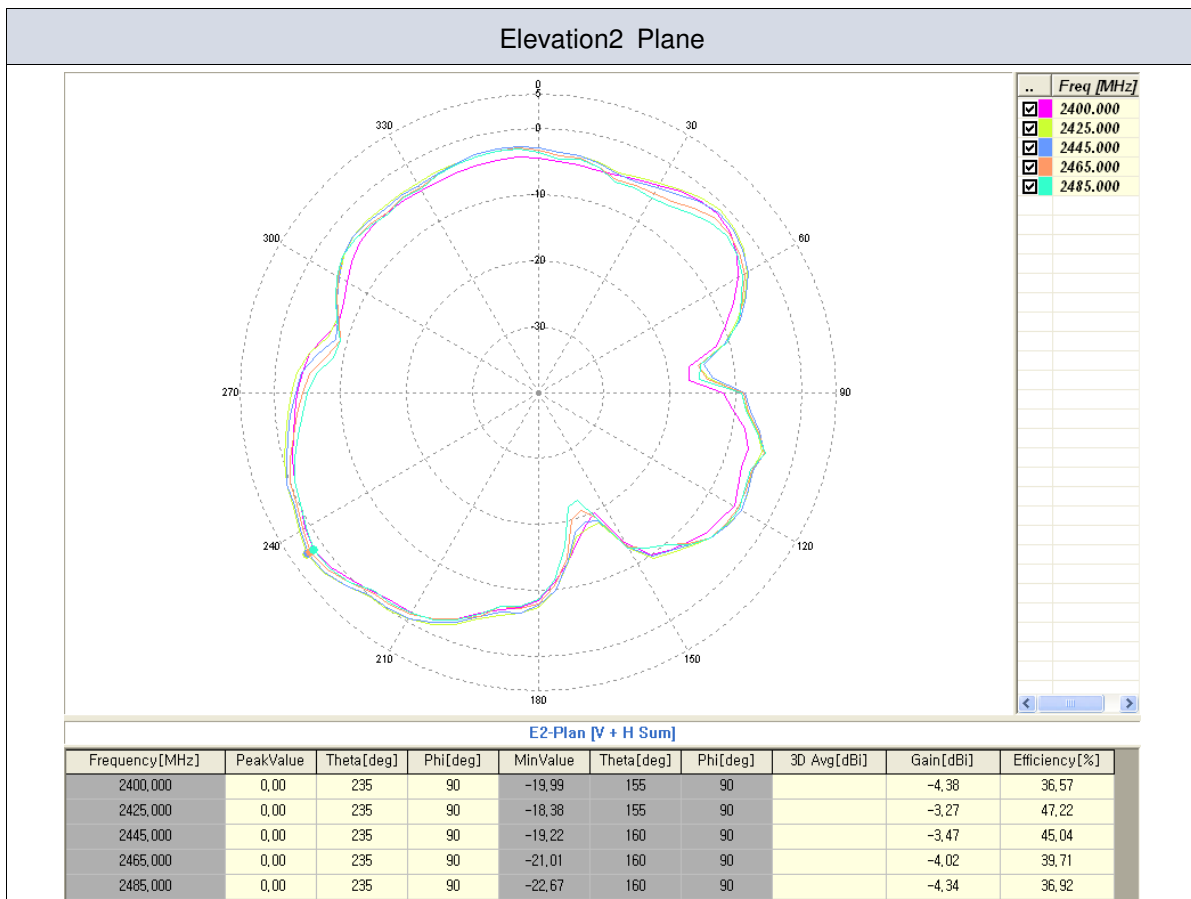 Elevation2 Plane
0
5
-0
-10
-20
-30
30
60
90
120
150
180
210
240
270
300
330
.. Freq [MHz]
2400.000
2425.000
2445.000
2465.000
2485.000
E2-Plan [V + H Sum]
Frequency[MHz] PeakValue Theta[deg] Phi[deg] MinValue Theta[deg] Phi[deg] 3D Avg[dBi] Gain[dBi] Efficiency[%]
2400,000 0,00 235 90 -19,99 155 90 -4,38 36,57
2425,000 0,00 235 90 -18,38 155 90 -3,27 47,22
2445,000 0,00 235 90 -19,22 160 90 -3,47 45,04
2465,000 0,00 235 90 -21,01 160 90 -4,02 39,71
2485,000 0,00 235 90 -22,67 160 90 -4,34 36,92